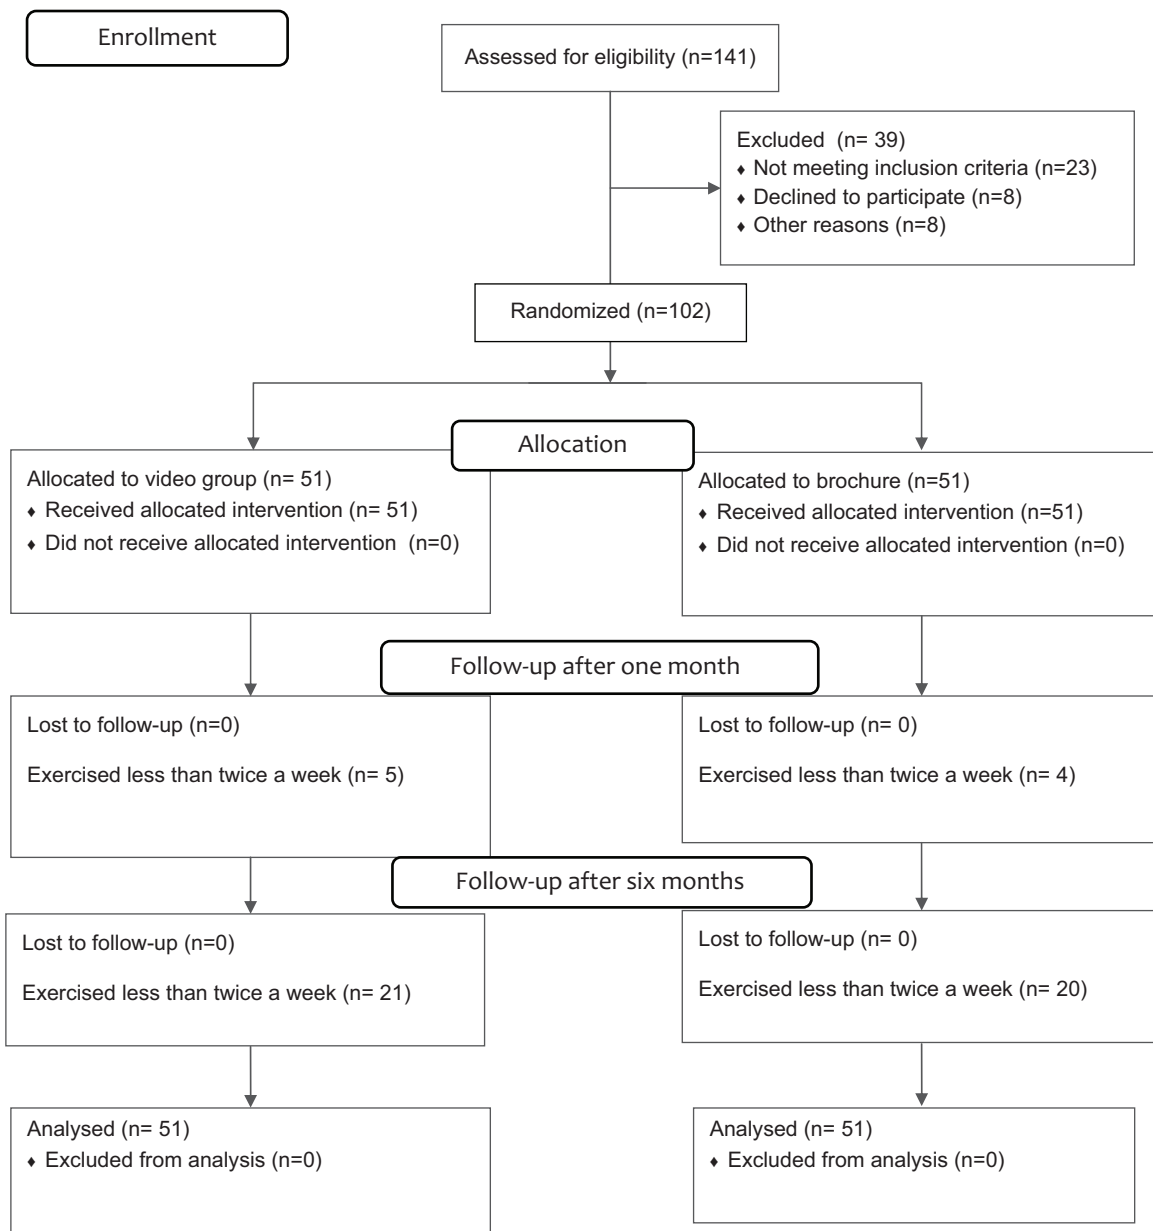 Enrollment
Assessed for eligibility (n=141)
Excluded (n= 39)
♦ Not meeting inclusion criteria (n=23)
♦ Declined to participate (n=8)
♦ Other reasons (n=8)
Randomized (n=102)
Allocation
Allocated to video group (n= 51)
♦ Received allocated intervention (n= 51)
♦ Did not receive allocated intervention (n=0)
Allocated to brochure (n=51)
♦ Received allocated intervention (n=51)
♦ Did not receive allocated intervention (n=0)
Follow-up after one month
Lost to follow-up (n=0)
Exercised less than twice a week (n= 5)
Lost to follow-up (n= 0)
Exercised less than twice a week (n= 4)
Follow-up after six months
Lost to follow-up (n=0)
Exercised less than twice a week (n= 21)
Lost to follow-up (n= 0)
Exercised less than twice a week (n= 20)
Analysed (n= 51)
♦ Excluded from analysis (n=0)
Analysed (n= 51)
♦ Excluded from analysis (n=0)